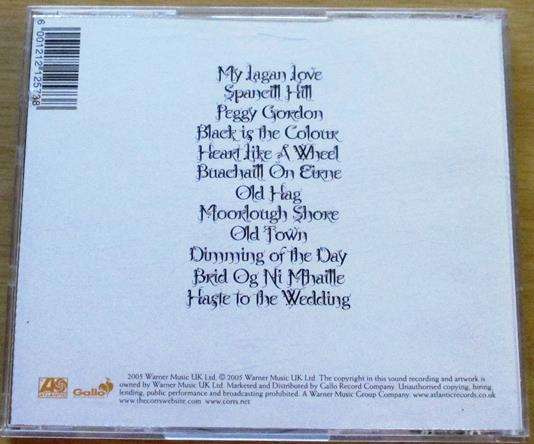 6001212125738
My Lagan Love
Spancill Hill
Peggy Gordon
Black is the Colour
Heart Like A Wheel
Buachaill On Eirne
Old Hag
Moorlough Shore
Old Town
Dimming of the Day
Brid Og Ni Mhaille
Haste to the Wedding
2005 Warner Music UK Ltd. © 2005 Warner Music UK Ltd. The copyright in this sound recording and artwork is
owned by Warner Music UK Ltd. Marketed and Distributed by Gallo Record Company. Unauthorised copying, hiring,
lending, public performance and broadcasting prohibited. A Warner Music Group Company. www.atlanticrecords.co.uk
www.thecorrswebsite.com www.corrs.net
Gallo